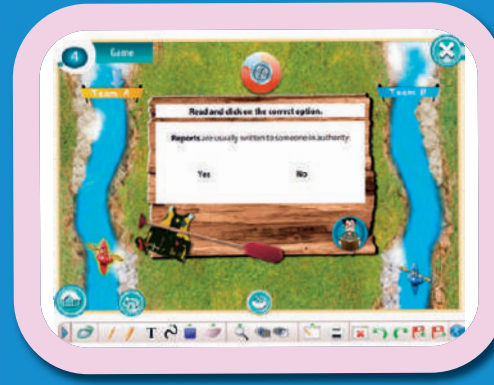 4 Game
Team A
Team B
Read and click on the correct option.
Reports are usually written to someone in authority.
Yes No
T